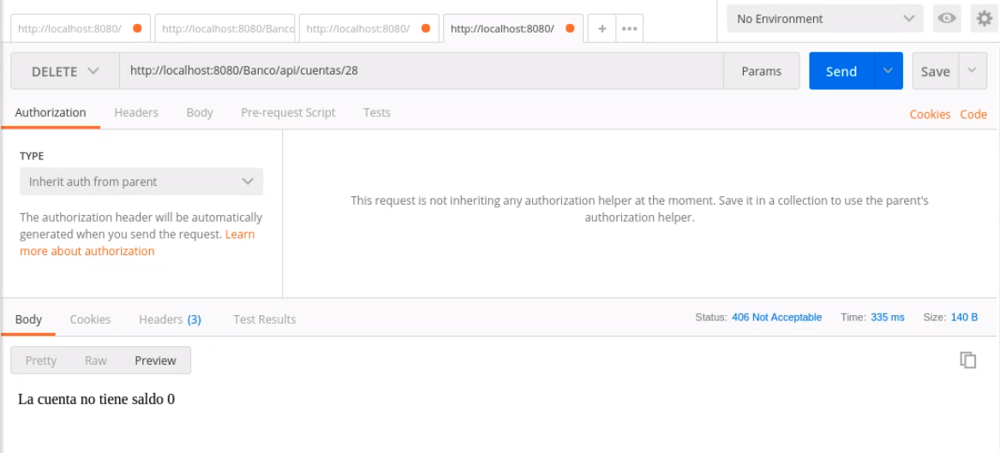 http://localhost:8080/
http://localhost:8080/Banco
http://localhost:8080/
http://localhost:8080/
+
•••
No Environment
DELETE
http://localhost:8080/Banco/api/cuentas/28
Params
Send
Save
Authorization
Headers
Body
Pre-request Script
Tests
Cookies
Code
TYPE
Inherit auth from parent
The authorization header will be automatically
generated when you send the request. Learn
more about authorization
This request is not inheriting any authorization helper at the moment. Save it in a collection to use the parent's
authorization helper.
Body
Cookies
Headers (3)
Test Results
Status: 406 Not Acceptable
Time: 335 ms
Size: 140 B
Pretty
Raw
Preview
La cuenta no tiene saldo 0